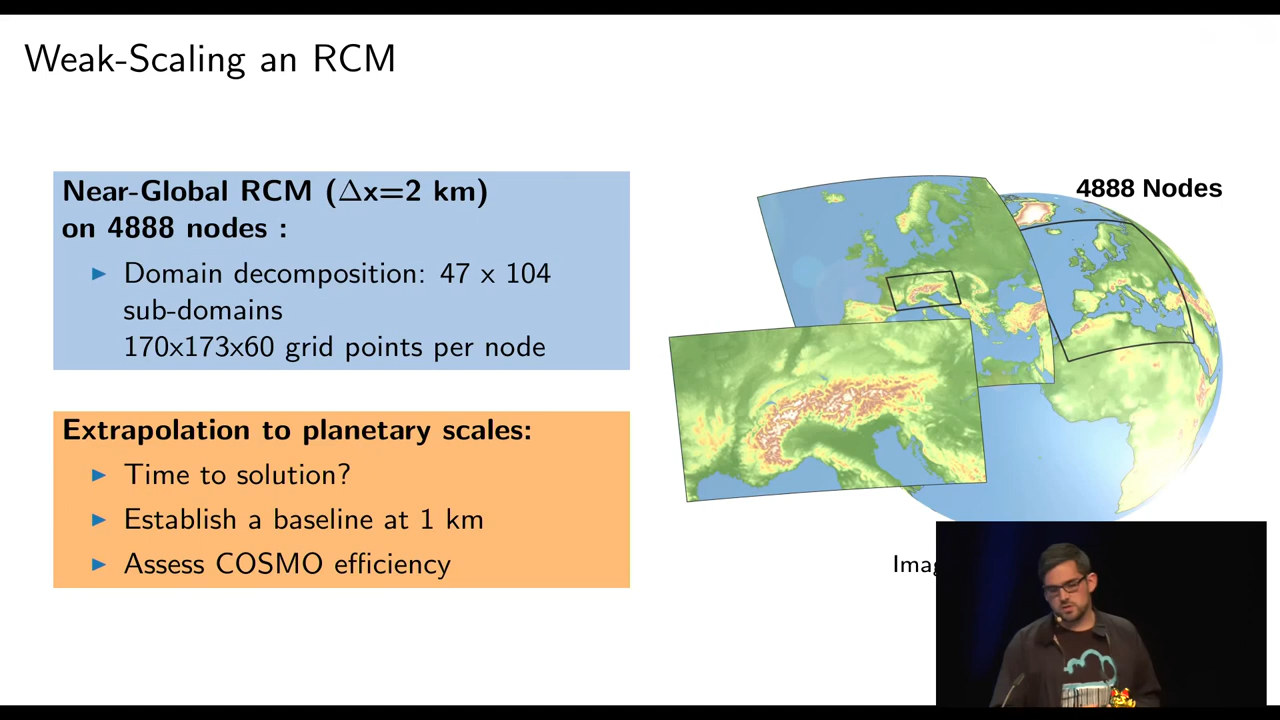 Weak-Scaling an RCM
Near-Global RCM (Δx=2 km)
on 4888 nodes :
Domain decomposition: 47 x 104
sub-domains
170x173x60 grid points per node
Extrapolation to planetary scales:
Time to solution?
Establish a baseline at 1 km
Assess COSMO efficiency
4888 Nodes